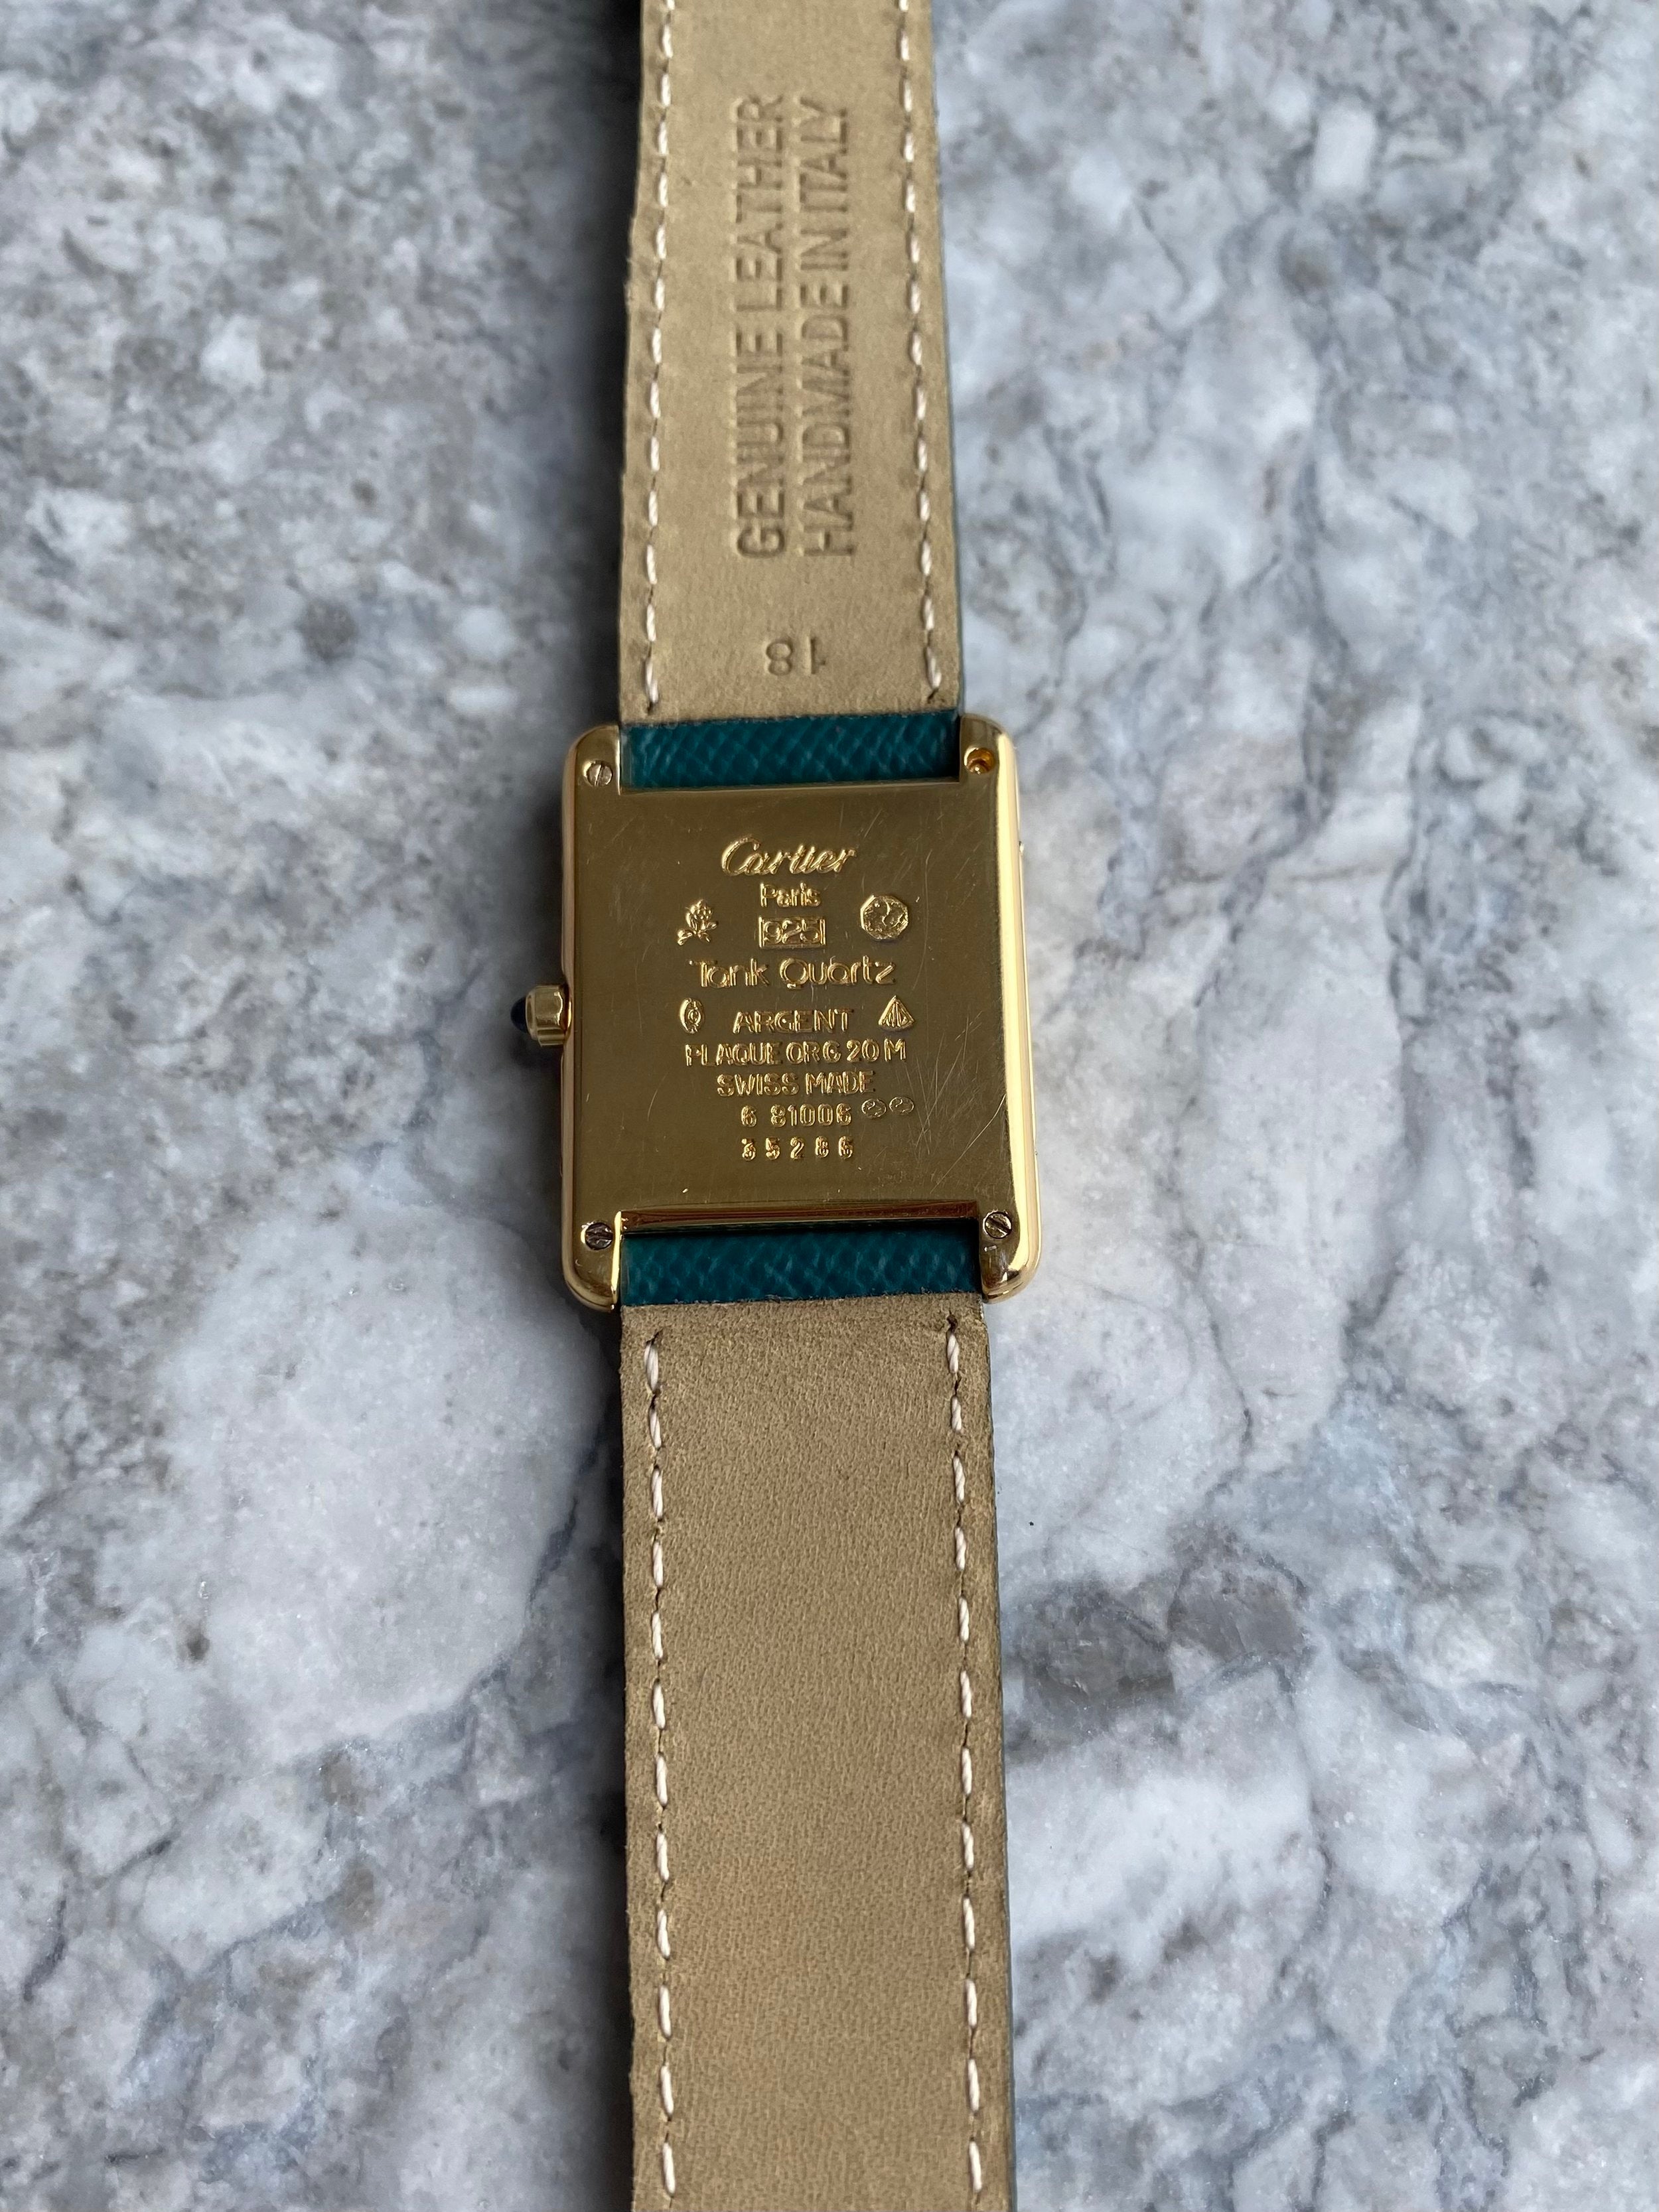 GENUINE LEATHER
HANDMADE IN ITALY
18
Cartier
Paris
925
Tank Quartz
ARGENT
PLAQUE OR G 20 M
SWISS MADE
6 81006
35286